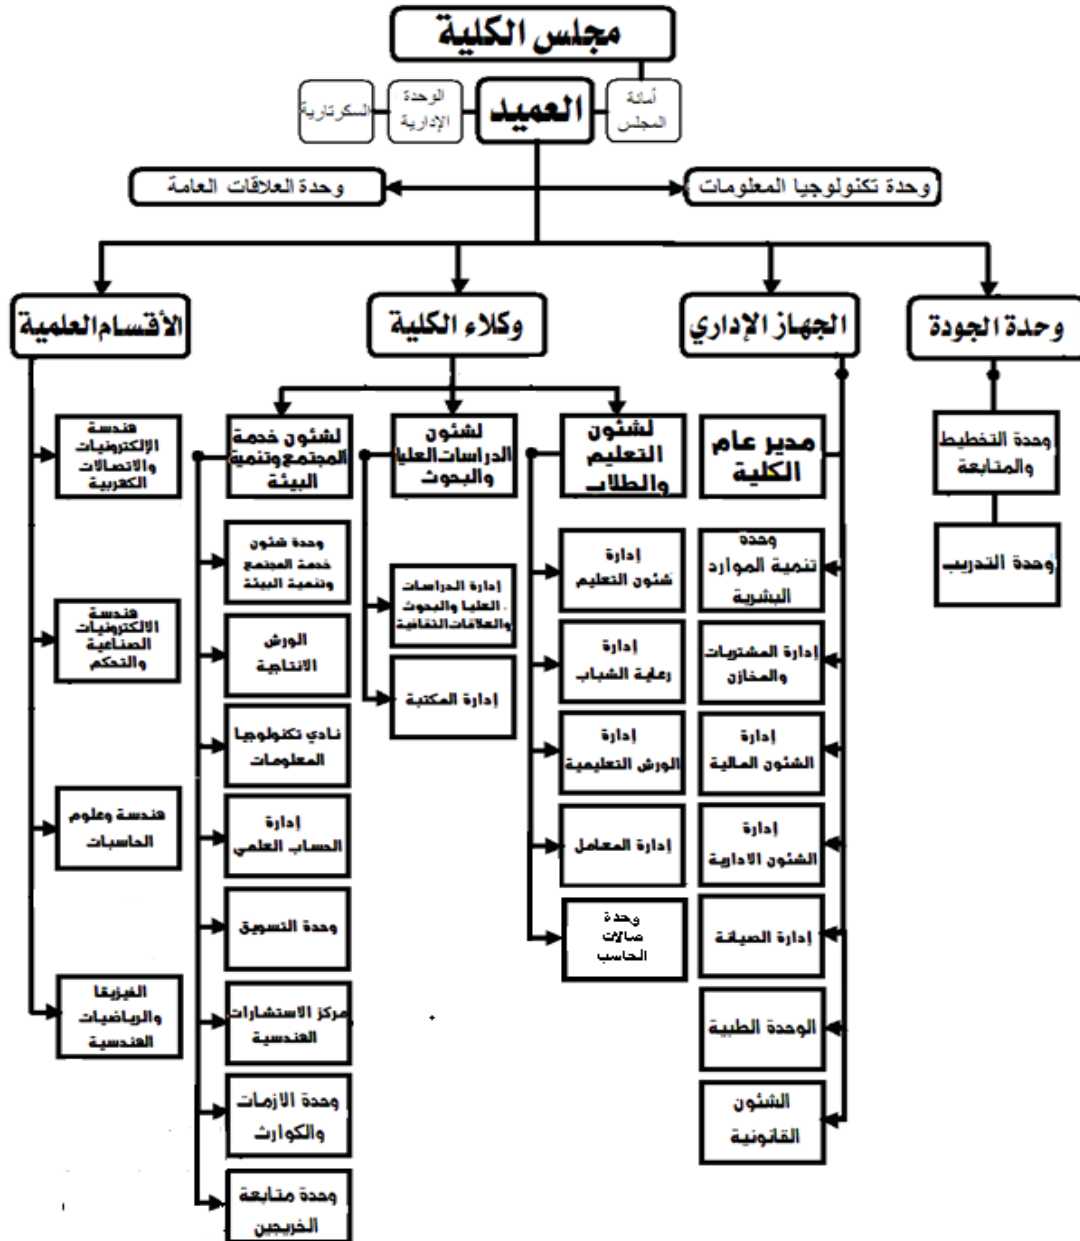 مجلس الكلية
أمانة
المجلس
العميد
الوحدة
الإدارية
السكرتارية
وحدة تكنولوجيا المعلومات
وحدة العلاقات العامة
وحدة الجودة
الجهاز الإداري
وكلاء الكلية
الأقسام العلمية
وحدة التخطيط
والمتابعة
وحدة التدريب
مدير عام
الكلية
وحدة
تنمية الموارد
البشرية
إدارة المشتريات
والمخازن
إدارة
الشئون المالية
إدارة
الشئون الادارية
إدارة الصيانة
الوحدة الطبية
الشئون
القانونية
لشئون
التعليم
والطلاب
إدارة
شئون التعليم
إدارة
رعاية الشباب
إدارة
الورش التعليمية
إدارة المعامل
وحدة
صالات
الحاسب
لشئون
الدراسات العليا
والبحوث
إدارة الدراسات
العليا والبحوث
والعلاقات الثقافية
إدارة المكتبة
لشئون خدمة
المجتمع وتنمية
البيئة
وحدة شئون
خدمة المجتمع
وتنمية البيئة
الورش
الانتاجية
نادي تكنولوجيا
المعلومات
إدارة
الحساب العلمي
وحدة التسويق
مركز الاستشارات
الهندسية
وحدة الازمات
والكوارث
وحدة متابعة
الخريجين
هندسة
الإلكترونيات
والاتصالات
الكهربية
هندسة
الالكترونيات
الصناعية
والتحكم
هندسة وعلوم
الحاسبات
الفيزيقا
والرياضيات
الهندسية